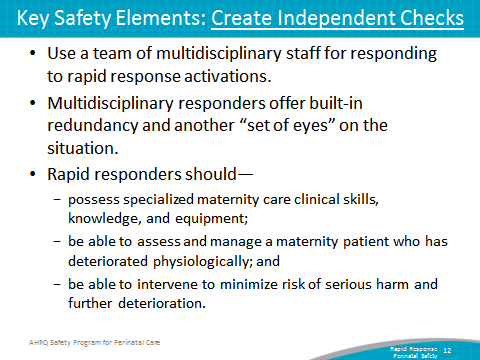 Key Safety Elements: Create Independent Checks
• Use a team of multidisciplinary staff for responding
to rapid response activations.
• Multidisciplinary responders offer built-in
redundancy and another “set of eyes” on the
situation.
• Rapid responders should—
– possess specialized maternity care clinical skills,
knowledge, and equipment;
– be able to assess and manage a maternity patient who has
deteriorated physiologically; and
– be able to intervene to minimize risk of serious harm and
further deterioration.
AHRQ Safety Program for Perinatal Care
Rapid Response 12
Perinatal Safety